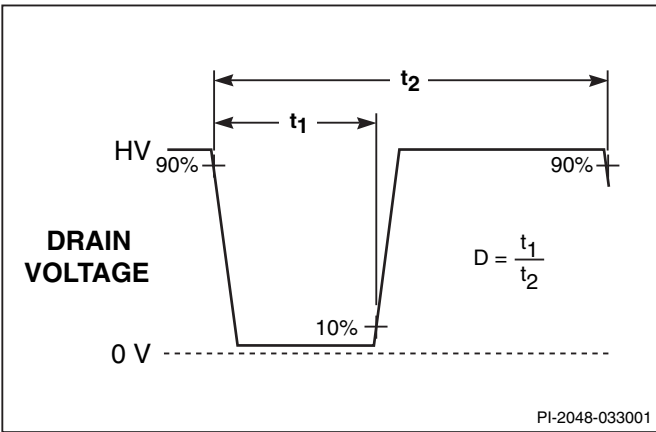 t2
t1
HV
90%
90%
DRAIN
VOLTAGE
D = t1
t2
10%
0 V
PI-2048-033001